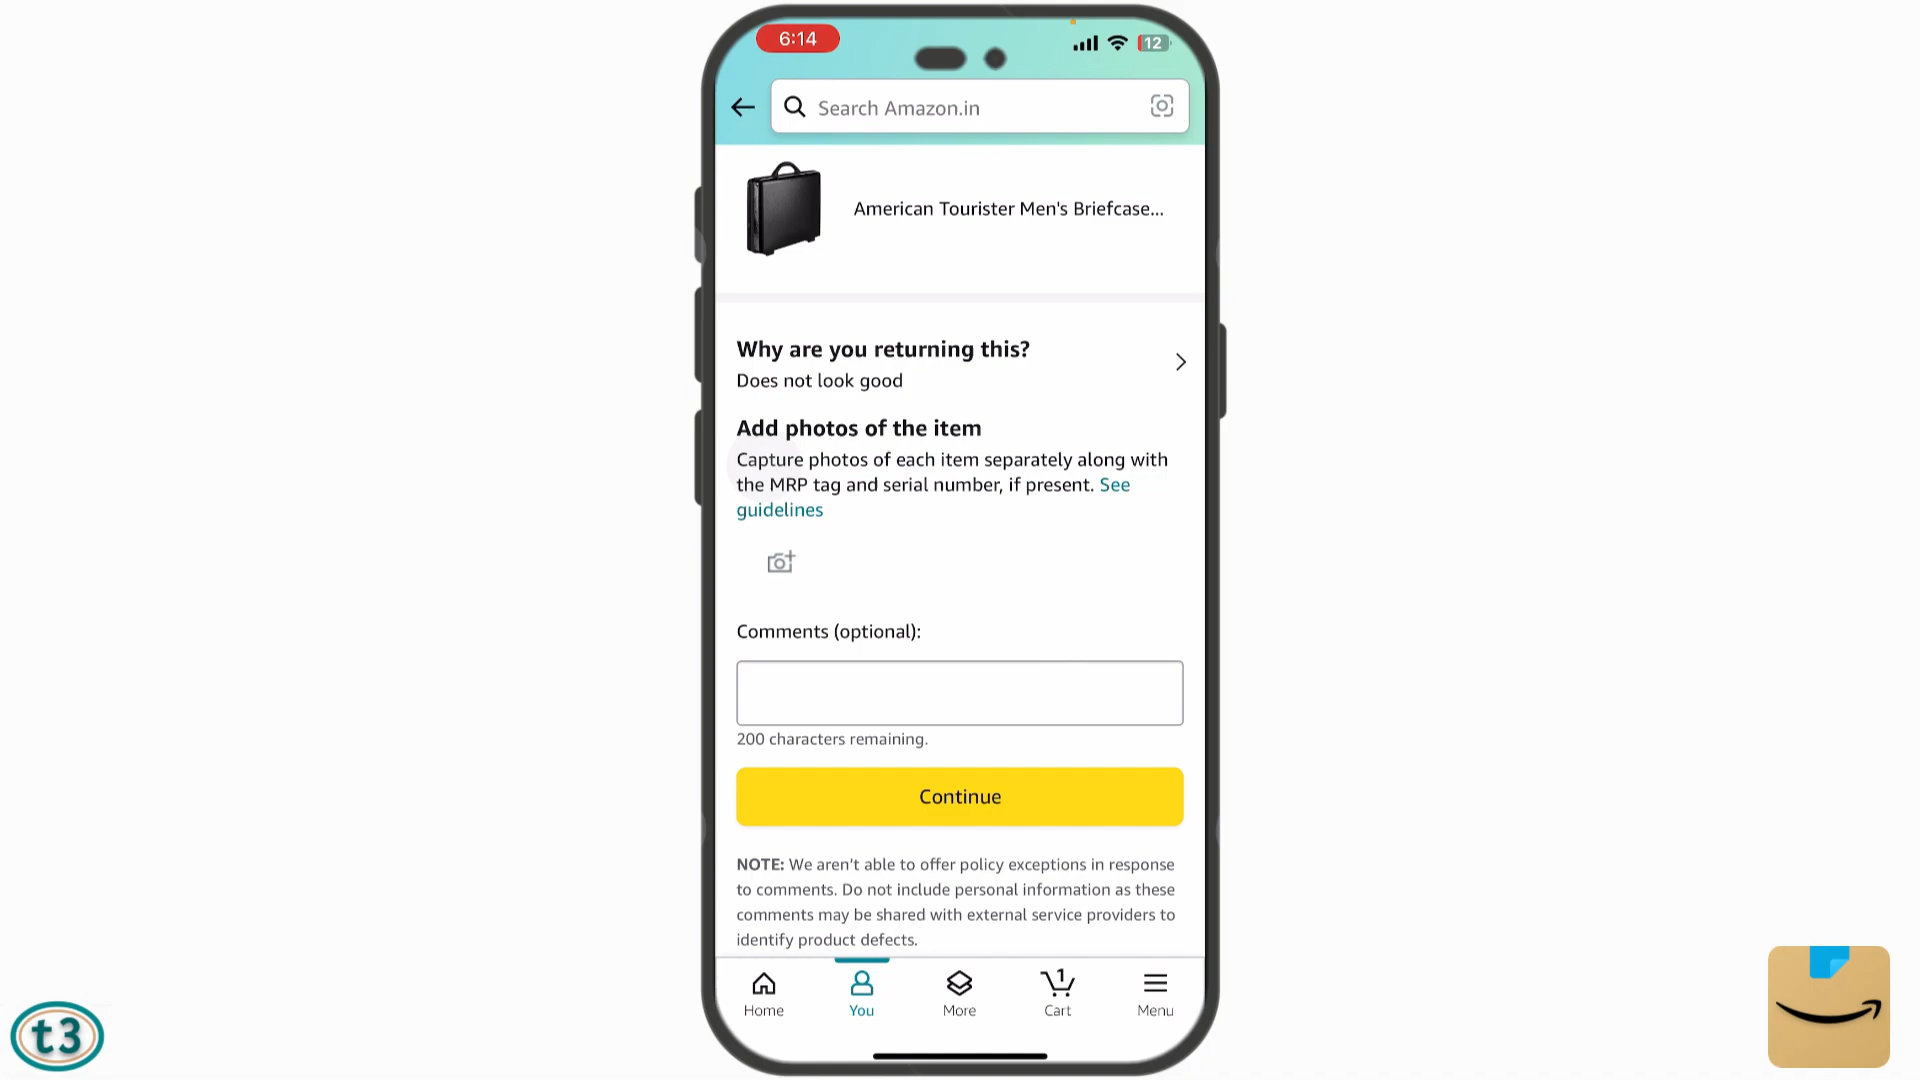 6:14
12
Search Amazon.in
American Tourister Men's Briefcase...
Why are you returning this?
Does not look good
Add photos of the item
Capture photos of each item separately along with
the MRP tag and serial number, if present. See
guidelines
Comments (optional):
200 characters remaining.
Continue
NOTE: We aren't able to offer policy exceptions in response
to comments. Do not include personal information as these
comments may be shared with external service providers to
identify product defects.
1
Home
You
More
Cart
Menu
t3